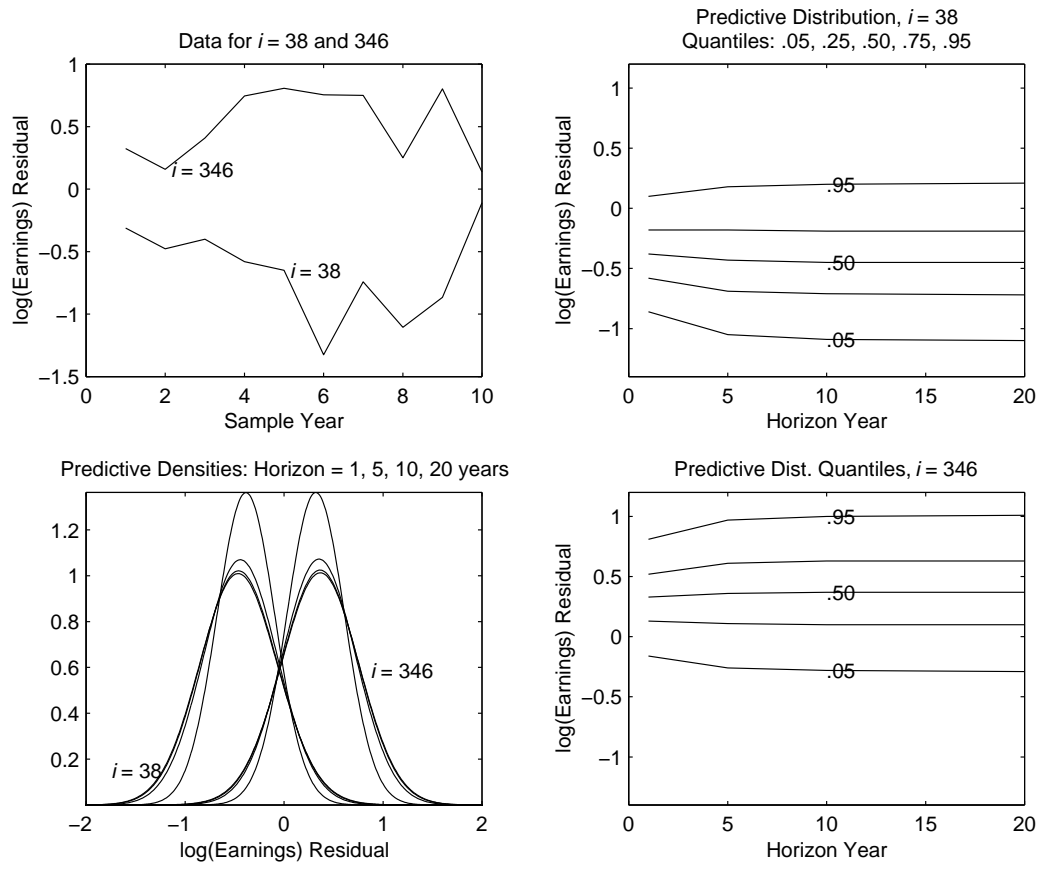 Data for i = 38 and 346
1
0.5
0
−0.5
−1
−1.5
0 2 4 6 8 10
log(Earnings) Residual
Sample Year
i = 346
i = 38
Predictive Distribution, i = 38
Quantiles: .05, .25, .50, .75, .95
1
0.5
0
−0.5
−1
0 5 10 15 20
log(Earnings) Residual
Horizon Year
.95
.50
.05
Predictive Densities: Horizon = 1, 5, 10, 20 years
1.2
1
0.8
0.6
0.4
0.2
−2 −1 0 1 2
log(Earnings) Residual
i = 346
i = 38
Predictive Dist. Quantiles, i = 346
1
0.5
0
−0.5
−1
0 5 10 15 20
log(Earnings) Residual
Horizon Year
.95
.50
.05